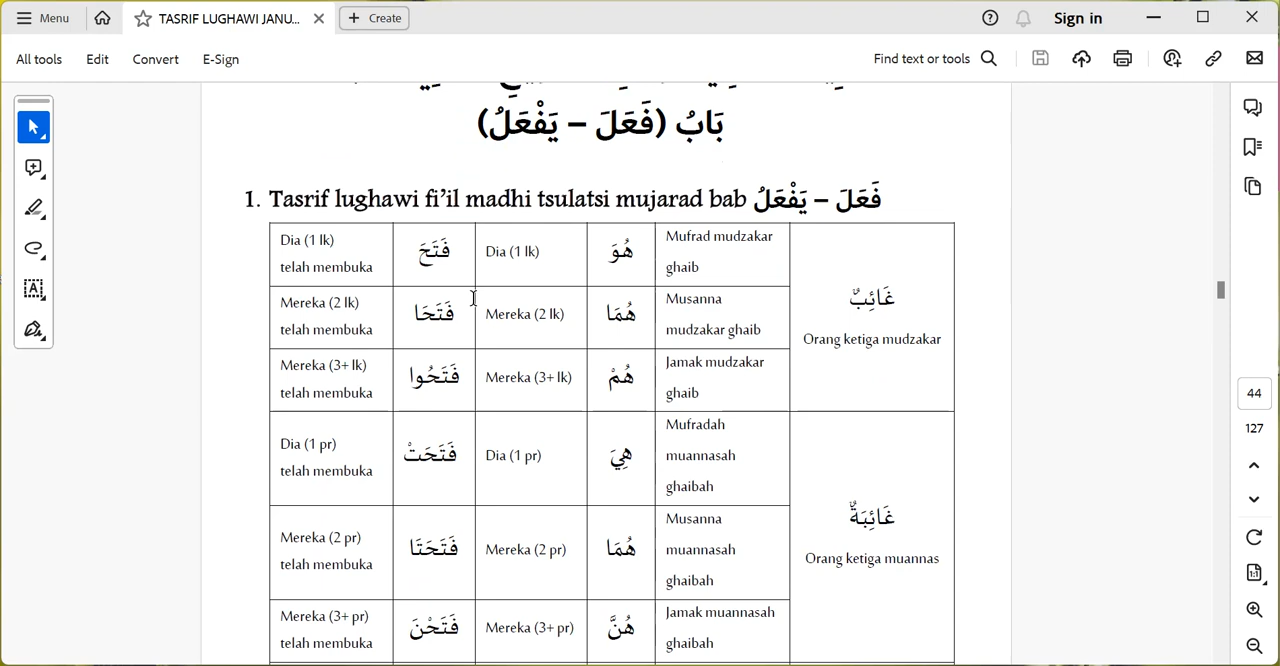 Menu
TASRIF LUGHAWI JANU...
Create
Sign in
All tools
Edit
Convert
E-Sign
Find text or tools
بَابُ (فَعَلَ – يَفْعَلُ)
1. Tasrif lughawi fi’il madhi tsulatsi mujarad bab فَعَلَ – يَفْعَلُ
Dia (1 lk)
telah membuka
فَتَحَ
Dia (1 lk)
هُوَ
Mufrad mudzakar
ghaib
غَائِبٌ
Orang ketiga mudzakar
Mereka (2 lk)
telah membuka
فَتَحَا
Mereka (2 lk)
هُمَا
Musanna
mudzakar ghaib
Mereka (3+ lk)
telah membuka
فَتَحُوا
Mereka (3+ lk)
هُمْ
Jamak mudzakar
ghaib
Dia (1 pr)
telah membuka
فَتَحَتْ
Dia (1 pr)
هِيَ
Mufradah
muannasah
ghaibah
غَائِبَةٌ
Orang ketiga muannas
Mereka (2 pr)
telah membuka
فَتَحَتَا
Mereka (2 pr)
هُمَا
Musanna
muannasah
ghaibah
Mereka (3+ pr)
telah membuka
فَتَحْنَ
Mereka (3+ pr)
هُنَّ
Jamak muannasah
ghaibah
44
127